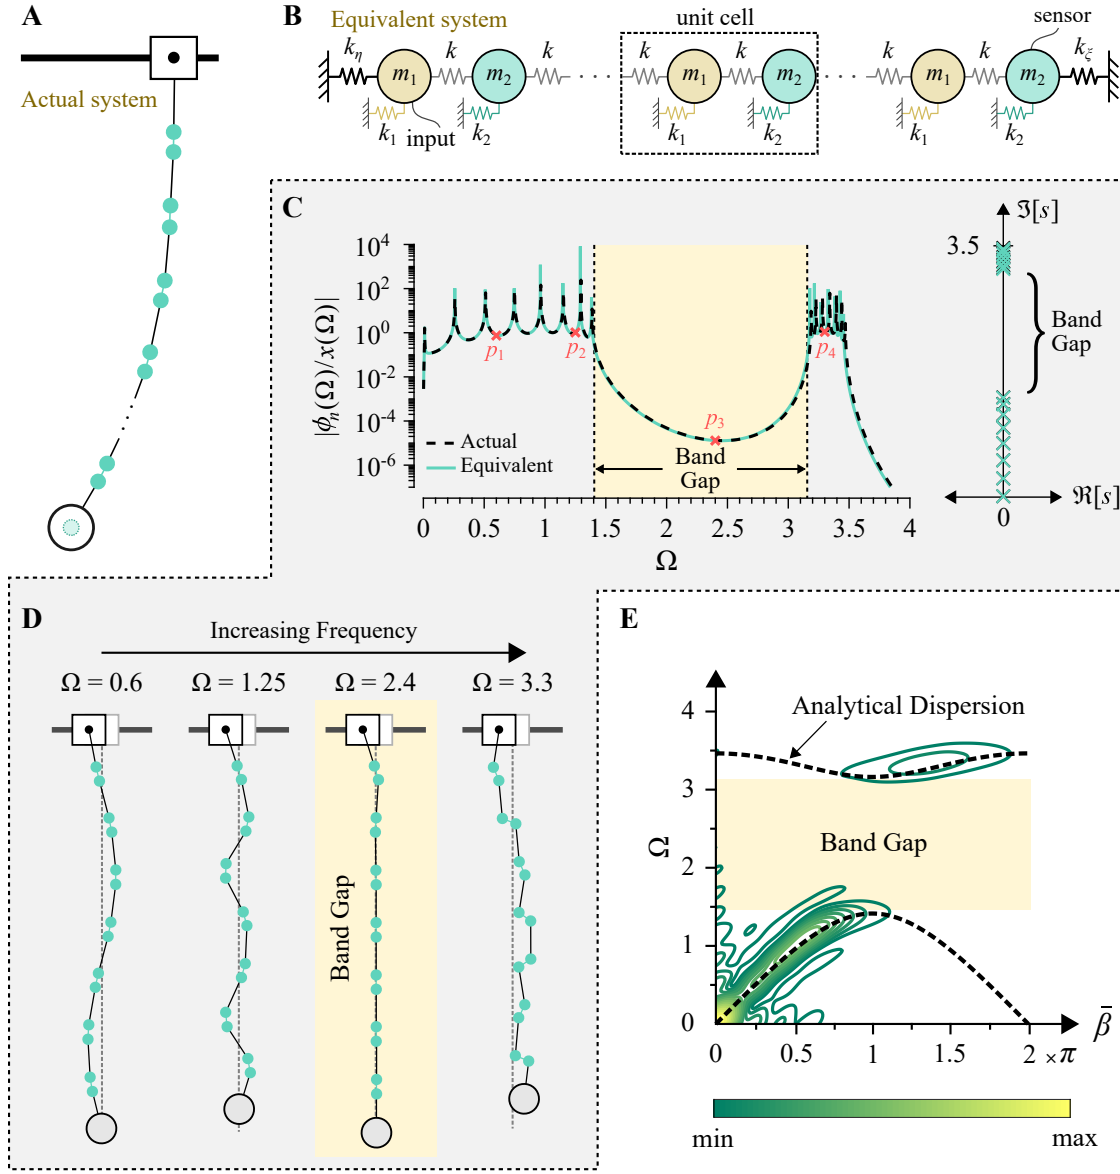 A
Actual system
B
Equivalent system
unit cell
sensor
kη
k
k
k
k
k
k
kξ
m1
m2
m1
m2
m1
m2
k1
input
k2
k1
k2
k1
k2
C
|ϕn(Ω)/x(Ω)|
10^4
10^2
10^0
10^-2
10^-4
10^-6
p1
p2
p3
p4
Actual
Equivalent
Band
Gap
0
0.5
1
1.5
2
2.5
3
3.5
4
Ω
ℑ[s]
3.5
Band
Gap
ℜ[s]
0
D
Increasing Frequency
Ω = 0.6
Ω = 1.25
Ω = 2.4
Ω = 3.3
Band Gap
E
Analytical Dispersion
Band Gap
Ω
4
3
2
1
0
0
0.5
1
1.5
2 ×π
β̄
min
max